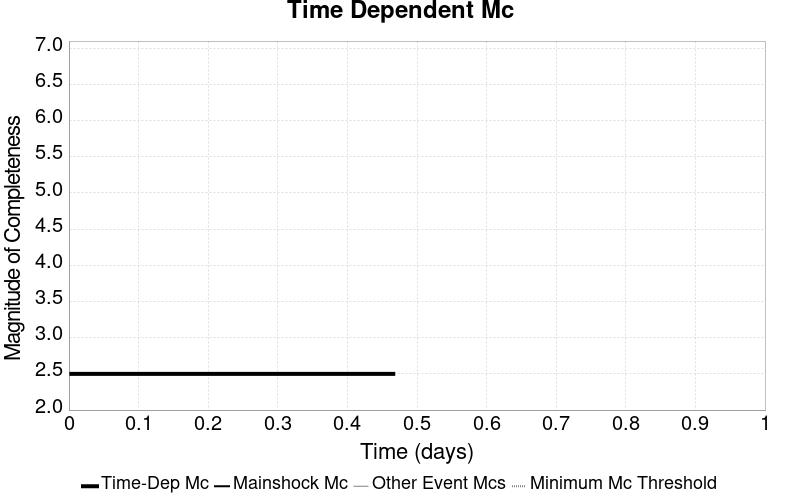 Time Dependent Mc
Magnitude of Completeness
7.0
6.5
6.0
5.5
5.0
4.5
4.0
3.5
3.0
2.5
2.0
0 0.1 0.2 0.3 0.4 0.5 0.6 0.7 0.8 0.9 1
Time (days)
Time-Dep Mc Mainshock Mc Other Event Mcs Minimum Mc Threshold